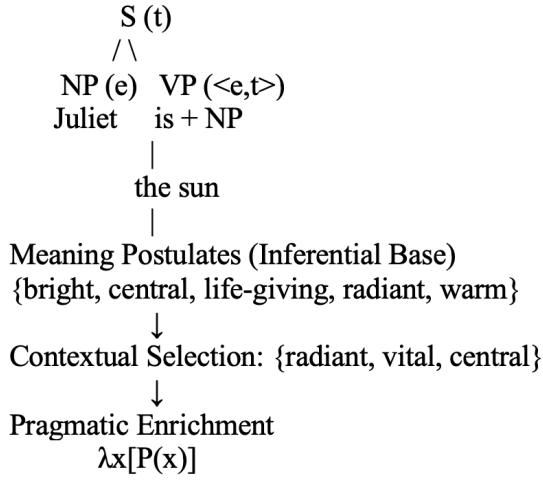 S (t)
/ \
NP (e) VP (<e,t>)
Juliet is + NP
|
the sun
|
Meaning Postulates (Inferential Base)
{bright, central, life-giving, radiant, warm}
↓
Contextual Selection: {radiant, vital, central}
↓
Pragmatic Enrichment
λx[P(x)]